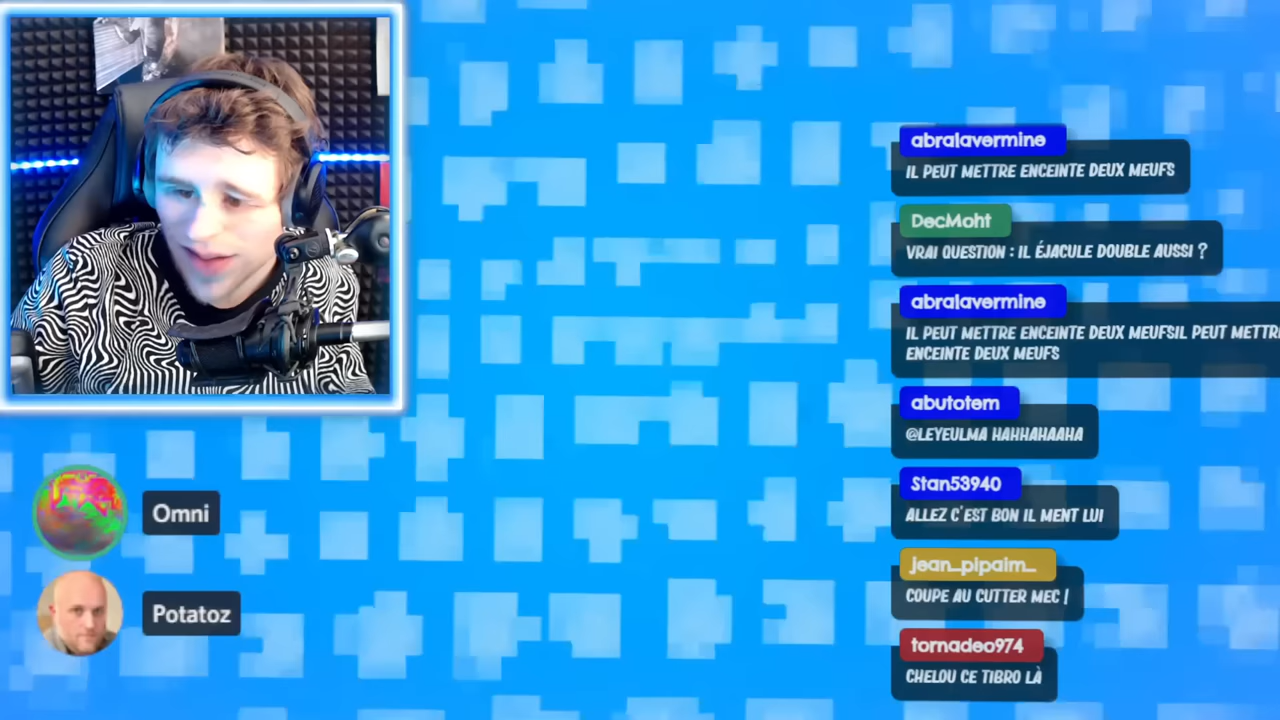 abralavermine
IL PEUT METTRE ENCEINTE DEUX MEUFS
DecMoht
VRAI QUESTION : IL ÉJACULE DOUBLE AUSSI ?
abralavermine
IL PEUT METTRE ENCEINTE DEUX MEUFSIL PEUT METTRE
ENCEINTE DEUX MEUFS
abutotem
@LEYEULMA HAHHAHAAHA
Stan53940
ALLEZ C'EST BON IL MENT LUI
jean_pipaim_
COUPE AU CUTTER MEC !
tornadeo974
CHELOU CE TIBRO LÀ
Omni
Potatoz